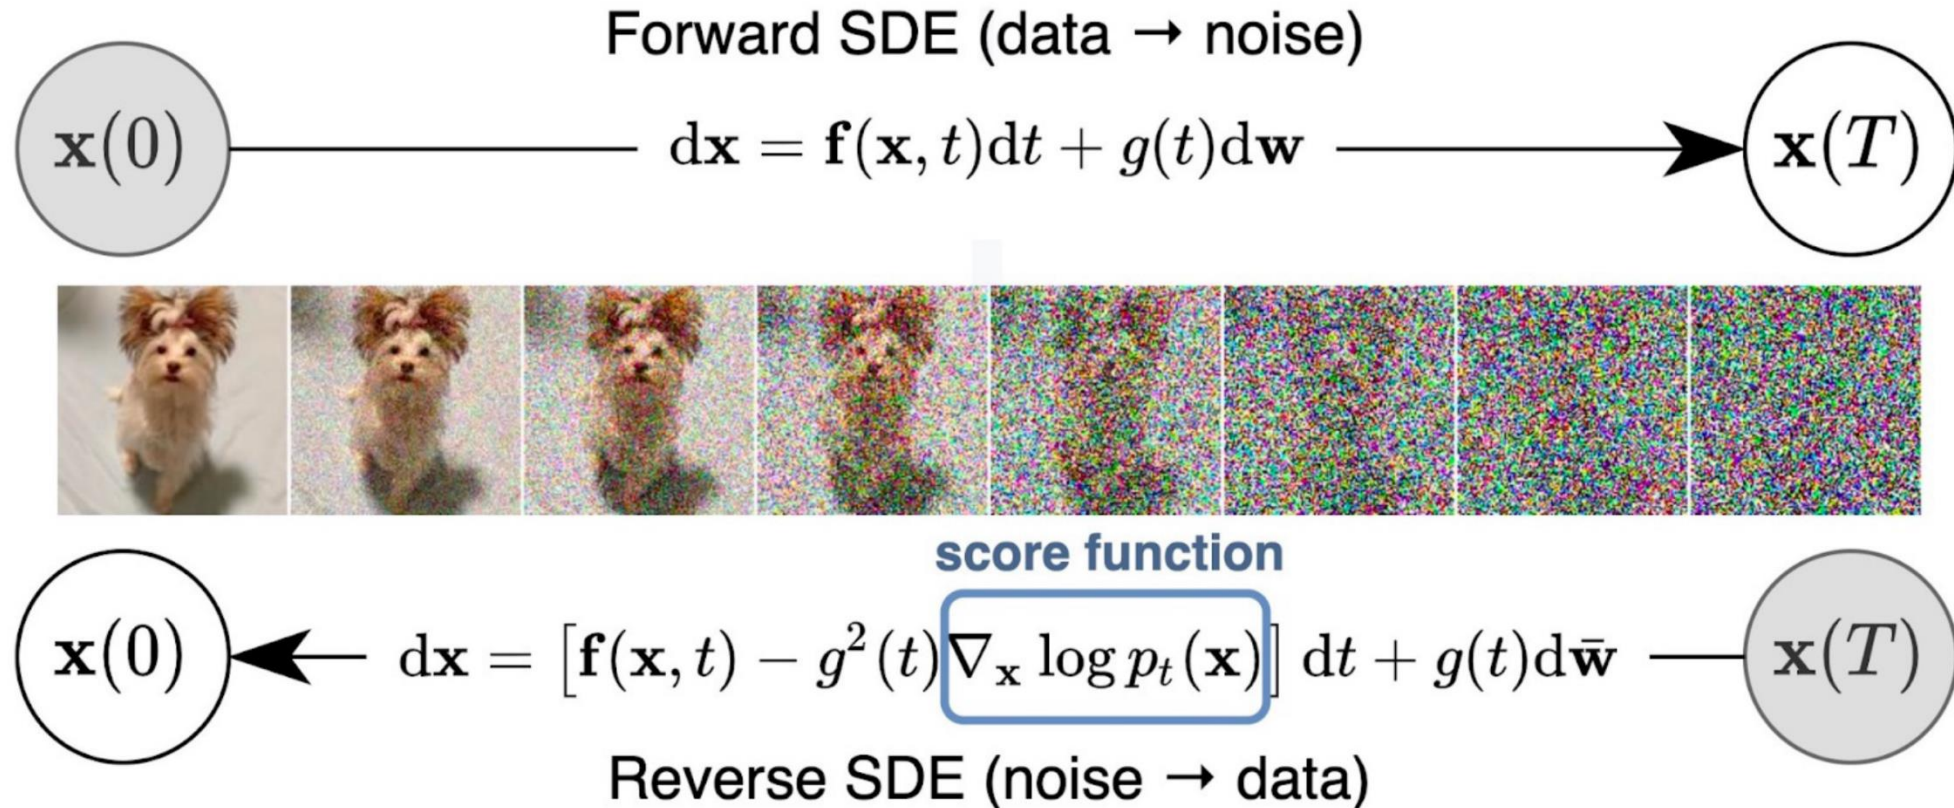 Forward SDE (data → noise)
x(0) dx = f(x, t)dt + g(t)dw x(T)
score function
x(0) dx = [f(x, t) − g²(t)∇ₓ log pₜ(x)] dt + g(t)dw̄ x(T)
Reverse SDE (noise → data)